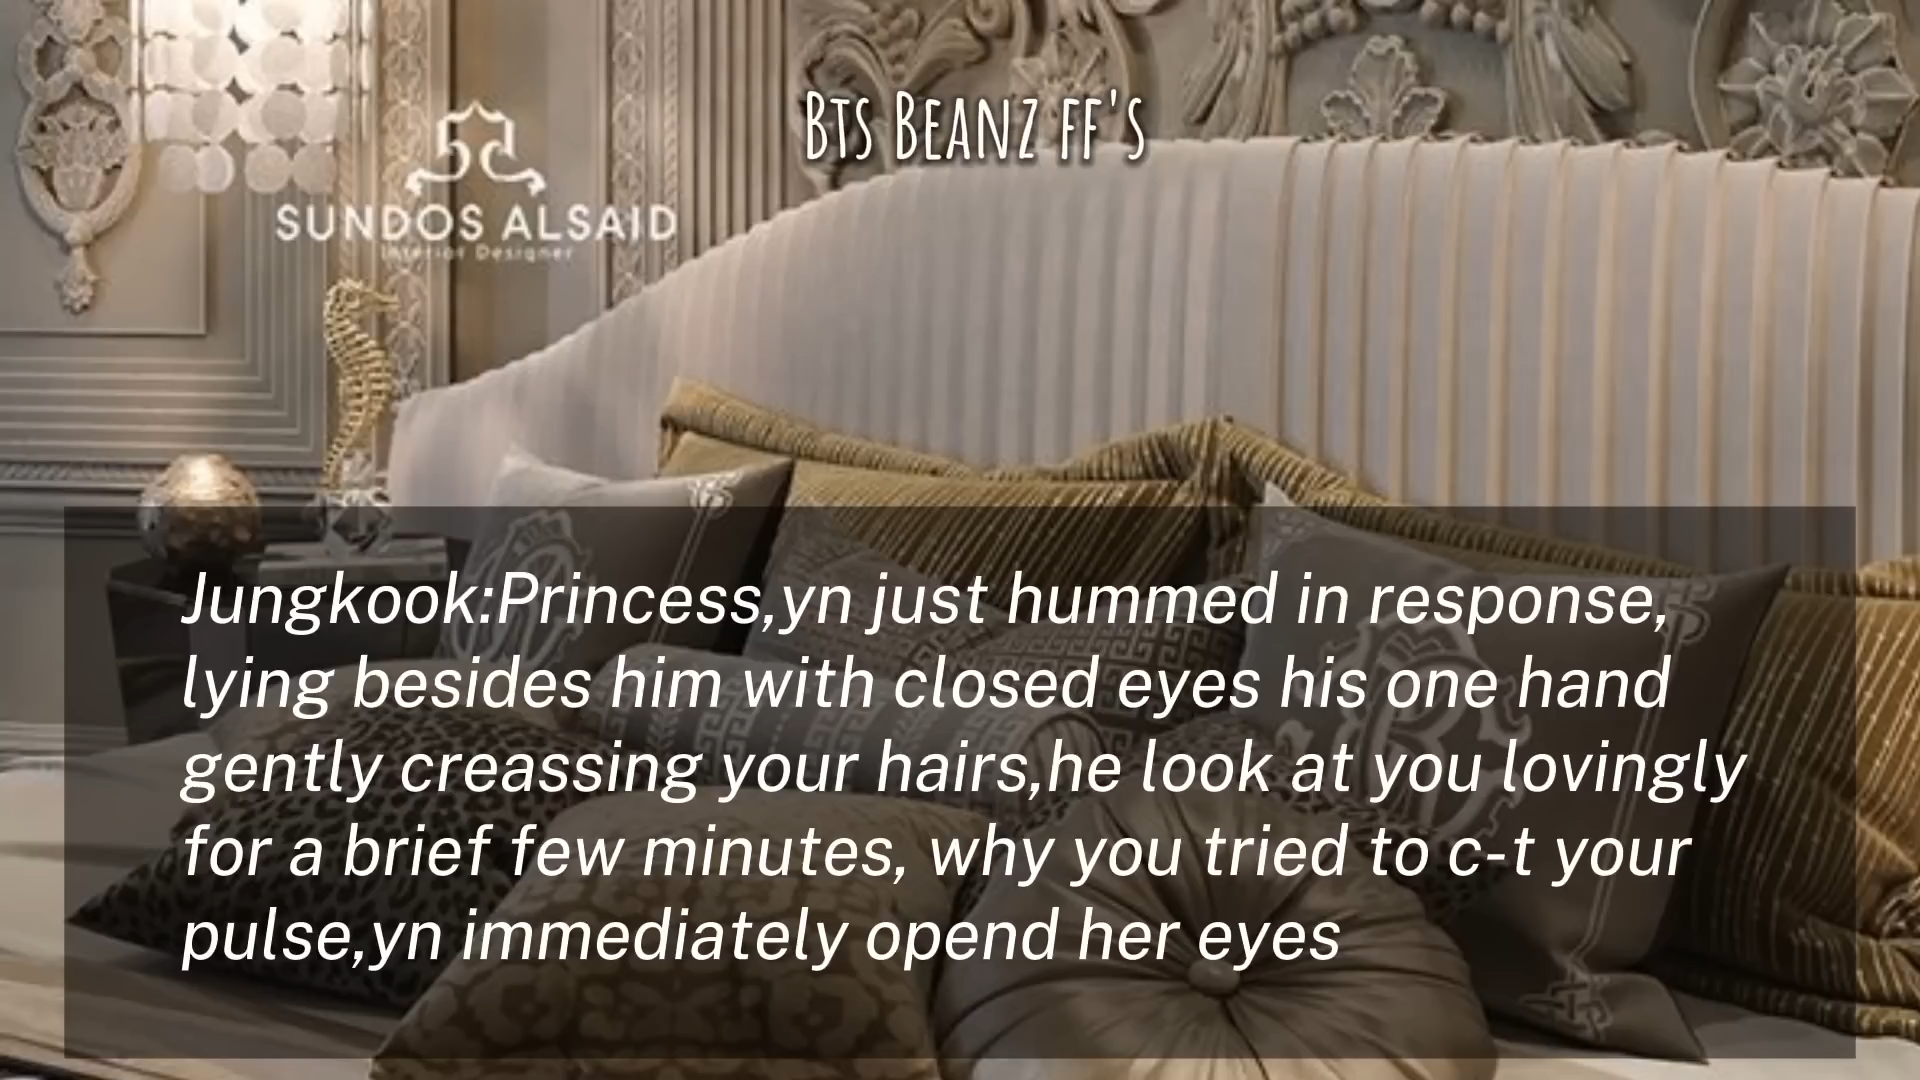 Bts Beanz ff's
SUNDOS ALSAID
Interior Designer
Jungkook:Princess,yn just hummed in response,
lying besides him with closed eyes his one hand
gently creassing your hairs,he look at you lovingly
for a brief few minutes, why you tried to c-t your
pulse,yn immediately opend her eyes